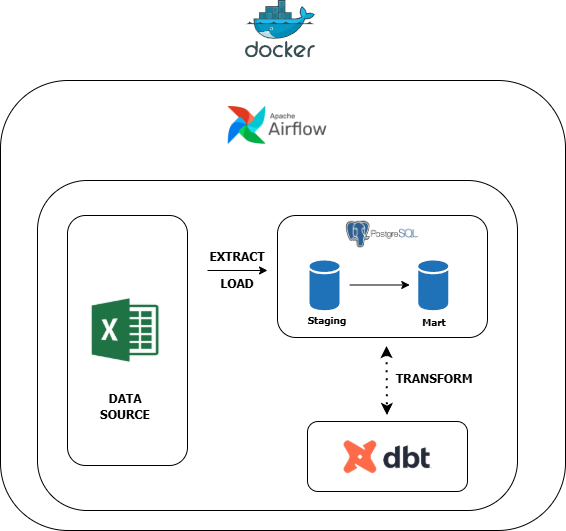 docker
Apache
Airflow
PostgreSQL
EXTRACT
LOAD
Staging
Mart
X
DATA
SOURCE
TRANSFORM
dbt